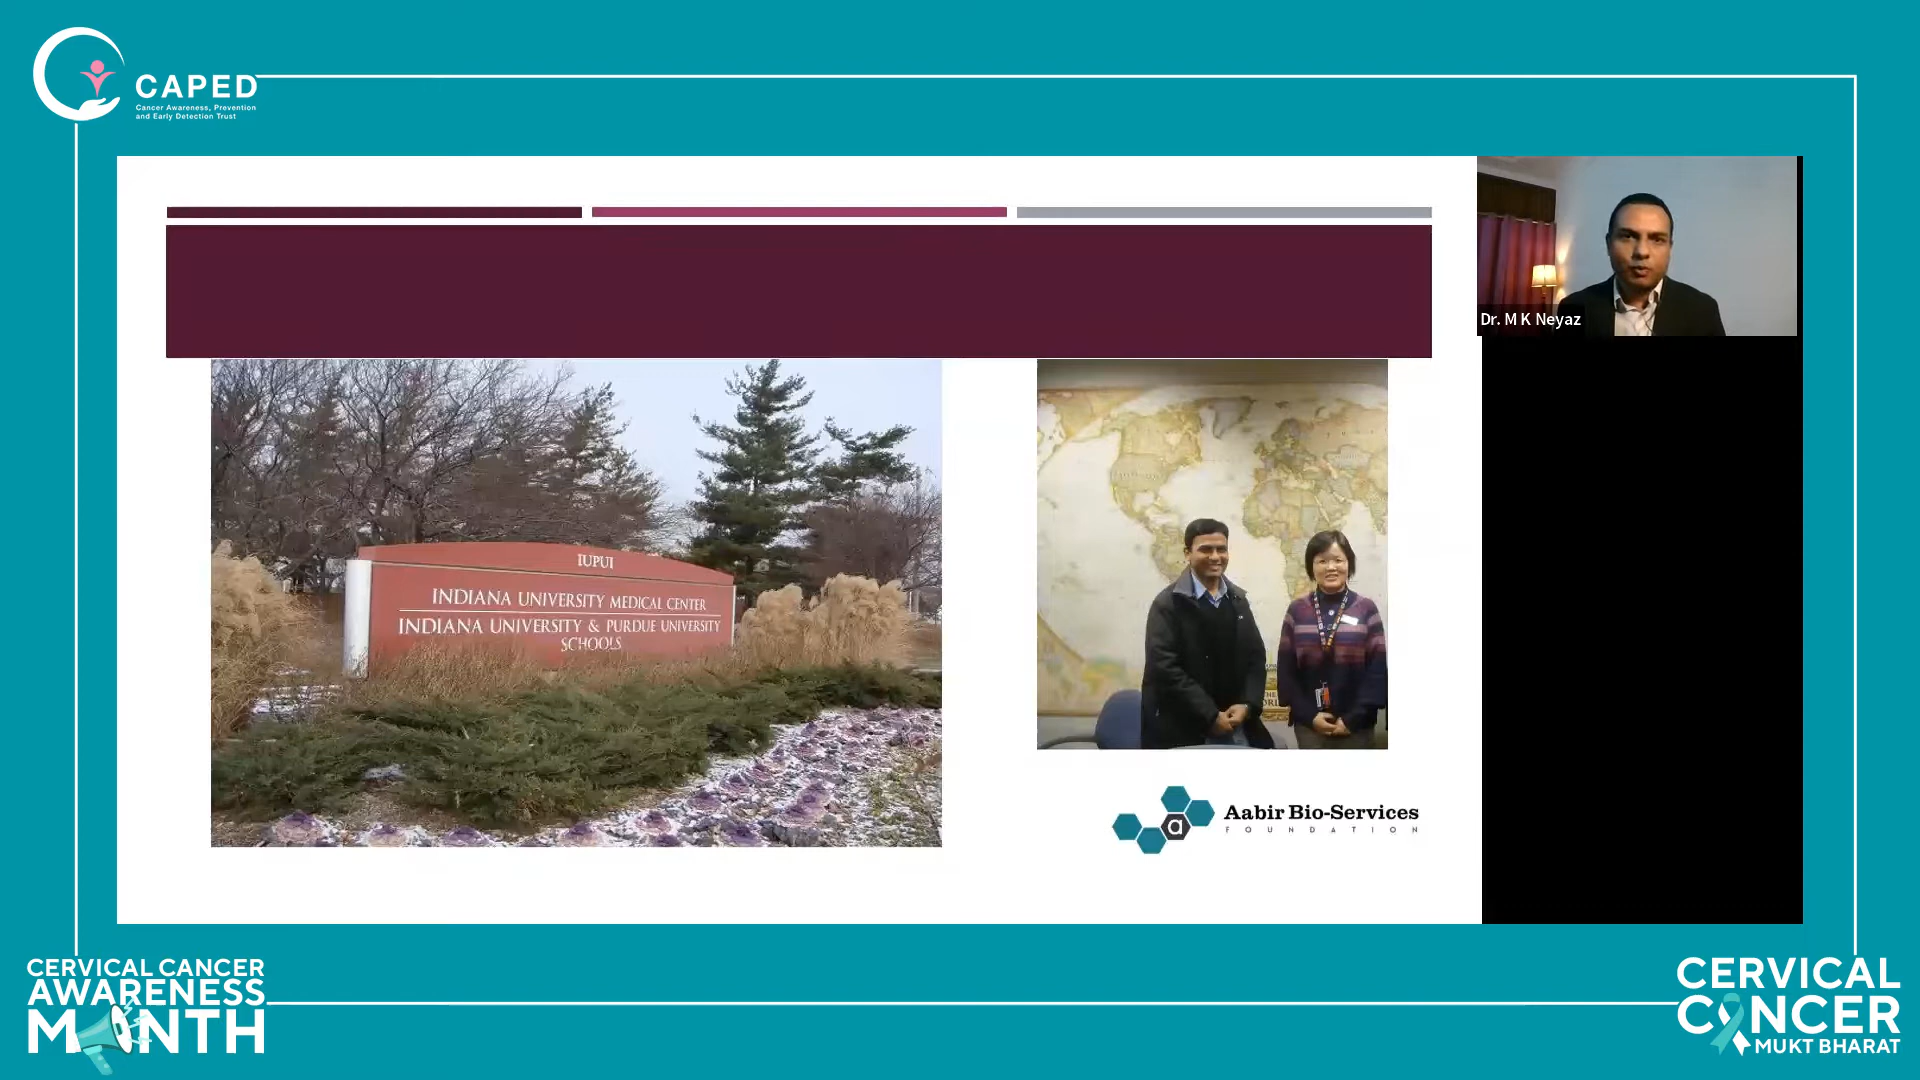 CAPED
Cancer Awareness, Prevention
and Early Detection Trust
Dr. M K Neyaz
IUPUI
INDIANA UNIVERSITY MEDICAL CENTER
INDIANA UNIVERSITY & PURDUE UNIVERSITY
SCHOOLS
a
Aabir Bio-Services
FOUNDATION
CERVICAL CANCER
AWARENESS
MONTH
CERVICAL
CANCER
MUKT BHARAT